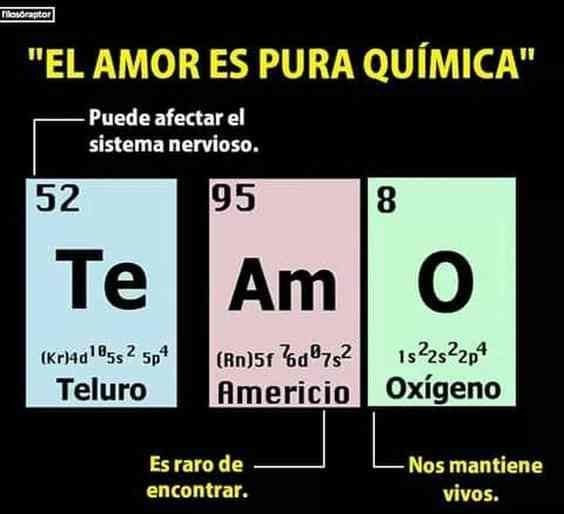 filosóraptor
"EL AMOR ES PURA QUÍMICA"
Puede afectar el
sistema nervioso.
52
Te
(Kr)4d¹⁰5s² 5p⁴
Teluro
95
Am
(Rn)5f ⁷6d⁰7s²
Americio
8
O
1s²2s²2p⁴
Oxígeno
Es raro de
encontrar.
Nos mantiene
vivos.